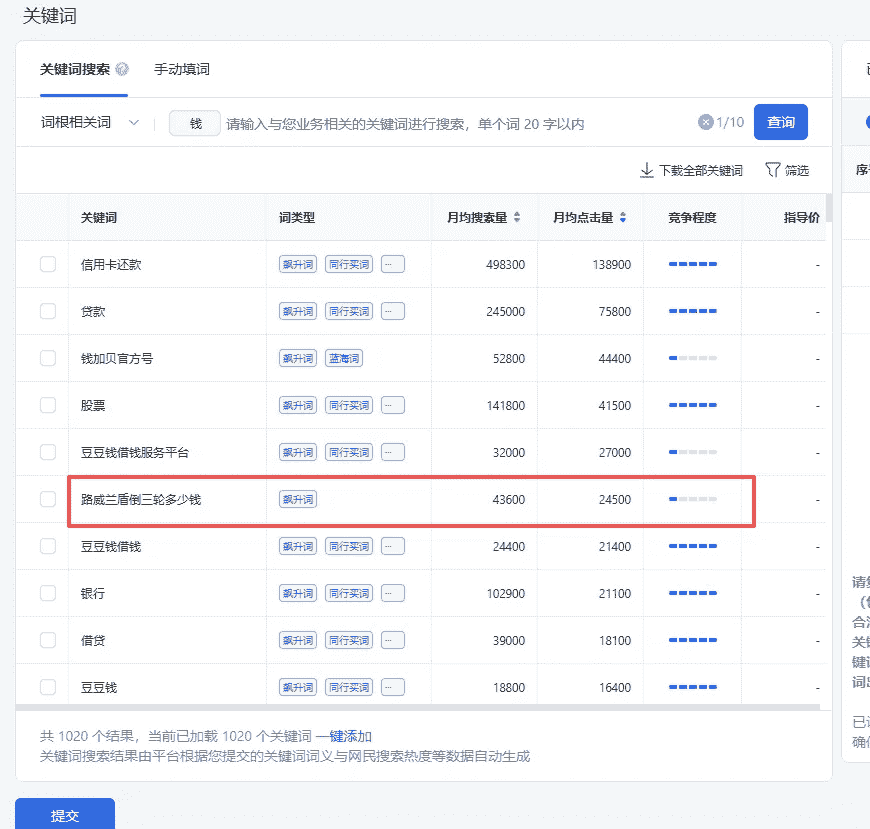 关键词
关键词搜索 手动填词
词根相关词 钱 请输入与您业务相关的关键词进行搜索，单个词 20 字以内 1/10 查询
下载全部关键词 筛选
关键词 词类型 月均搜索量 月均点击量 竞争程度 指导价
信用卡还款 飙升词 同行买词 ... 498300 138900 -
贷款 飙升词 同行买词 ... 245000 75800 -
钱加贝官方号 飙升词 蓝海词 52800 44400 -
股票 飙升词 同行买词 ... 141800 41500 -
豆豆钱借钱服务平台 飙升词 同行买词 ... 32000 27000 -
路威兰盾倒三轮多少钱 飙升词 43600 24500 -
豆豆钱借钱 飙升词 同行买词 ... 24400 21400 -
银行 飙升词 同行买词 ... 102900 21100 -
借贷 飙升词 同行买词 ... 39000 18100 -
豆豆钱 飙升词 同行买词 ... 18800 16400 -
共 1020 个结果，当前已加载 1020 个关键词 一键添加
关键词搜索结果由平台根据您提交的关键词词义与网民搜索热度等数据自动生成
提交